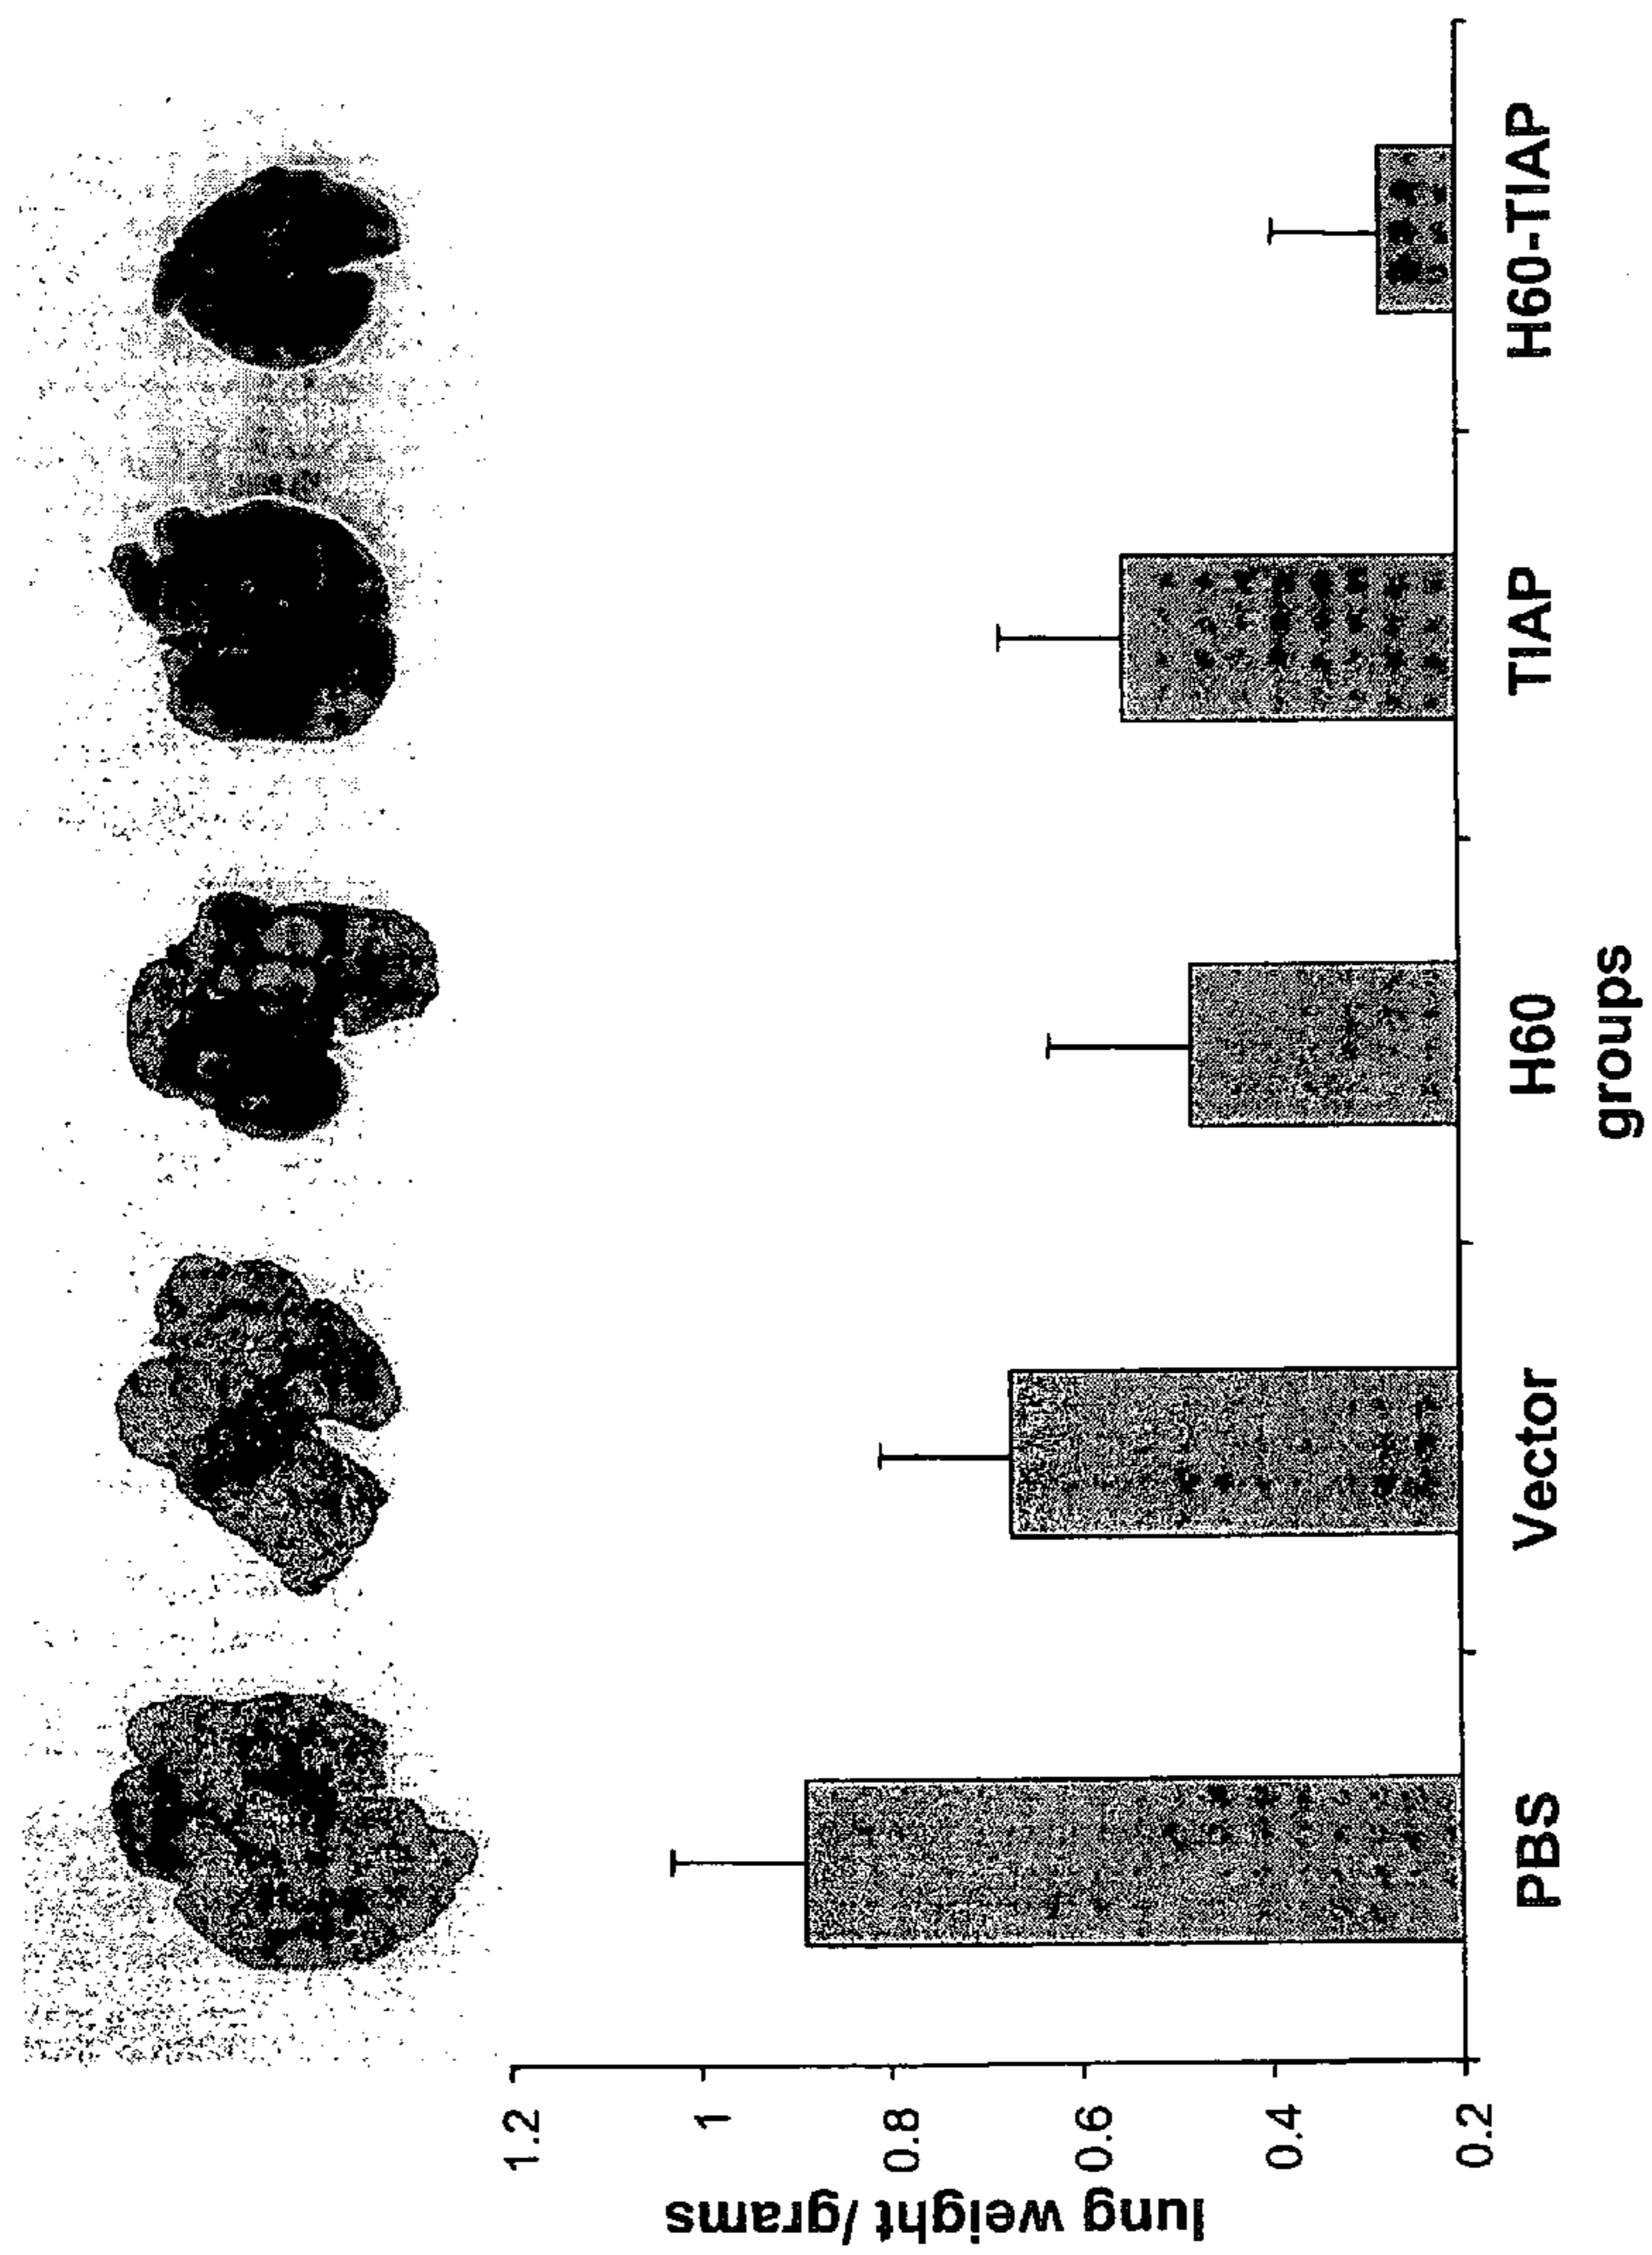 lung weight /grams
1.2
1
0.8
0.6
0.4
0.2
PBS
Vector
H60
TIAP
H60-TIAP
groups